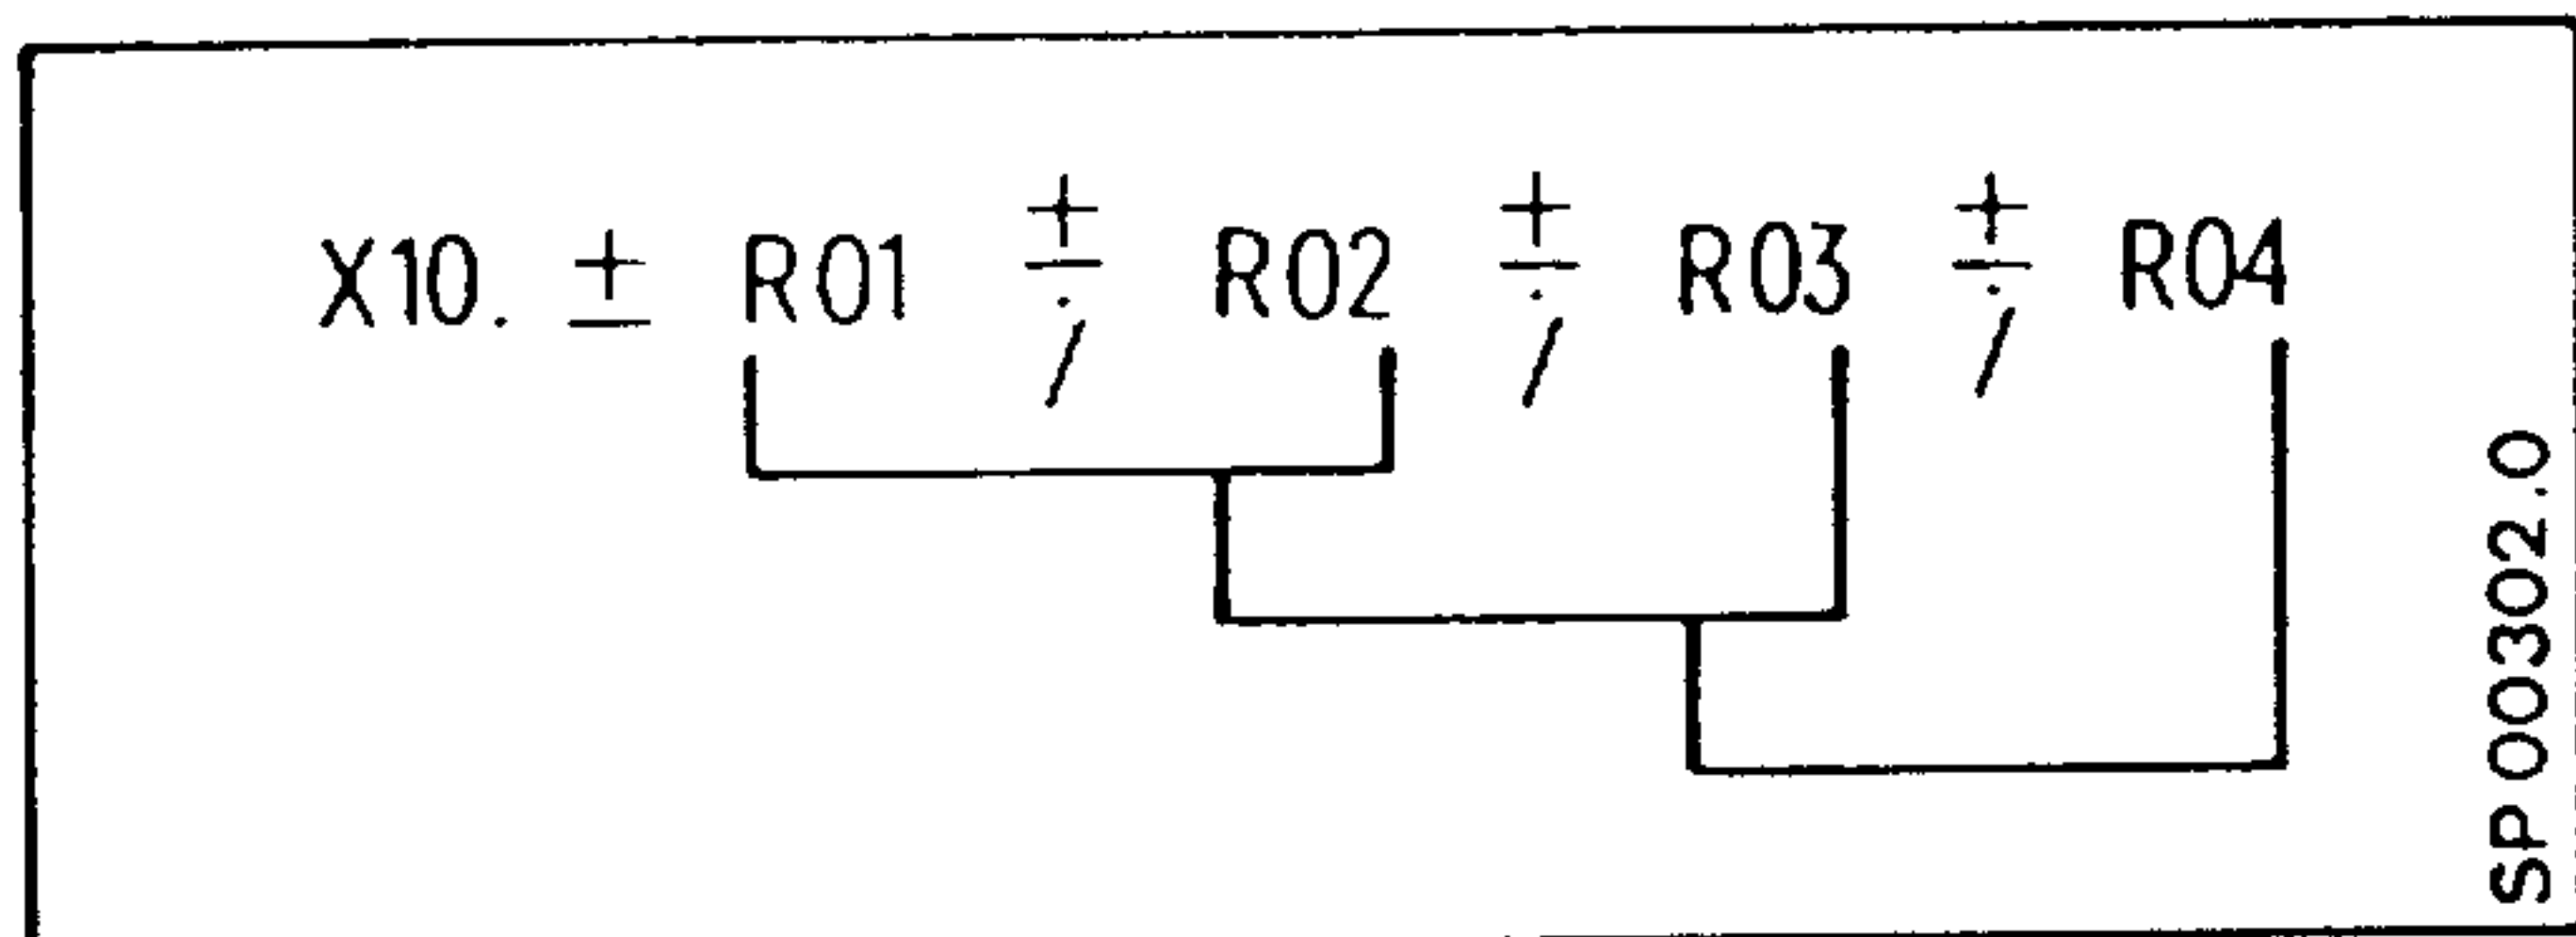 X10. ± R01 ± . / R02 ± . / R03 ± . / R04
SP 00302.0